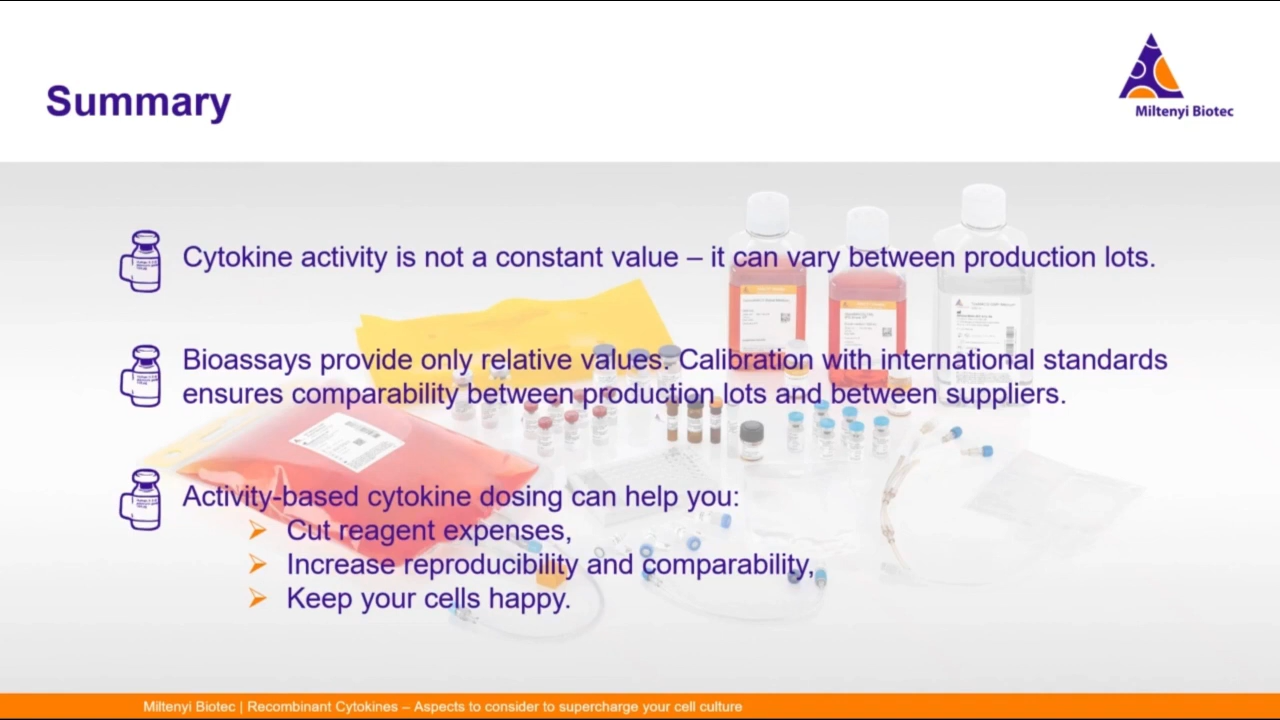 Summary
Miltenyi Biotec
Cytokine activity is not a constant value – it can vary between production lots.
Bioassays provide only relative values. Calibration with international standards
ensures comparability between production lots and between suppliers.
Activity-based cytokine dosing can help you:
Cut reagent expenses,
Increase reproducibility and comparability,
Keep your cells happy.
Miltenyi Biotec | Recombinant Cytokines – Aspects to consider to supercharge your cell culture